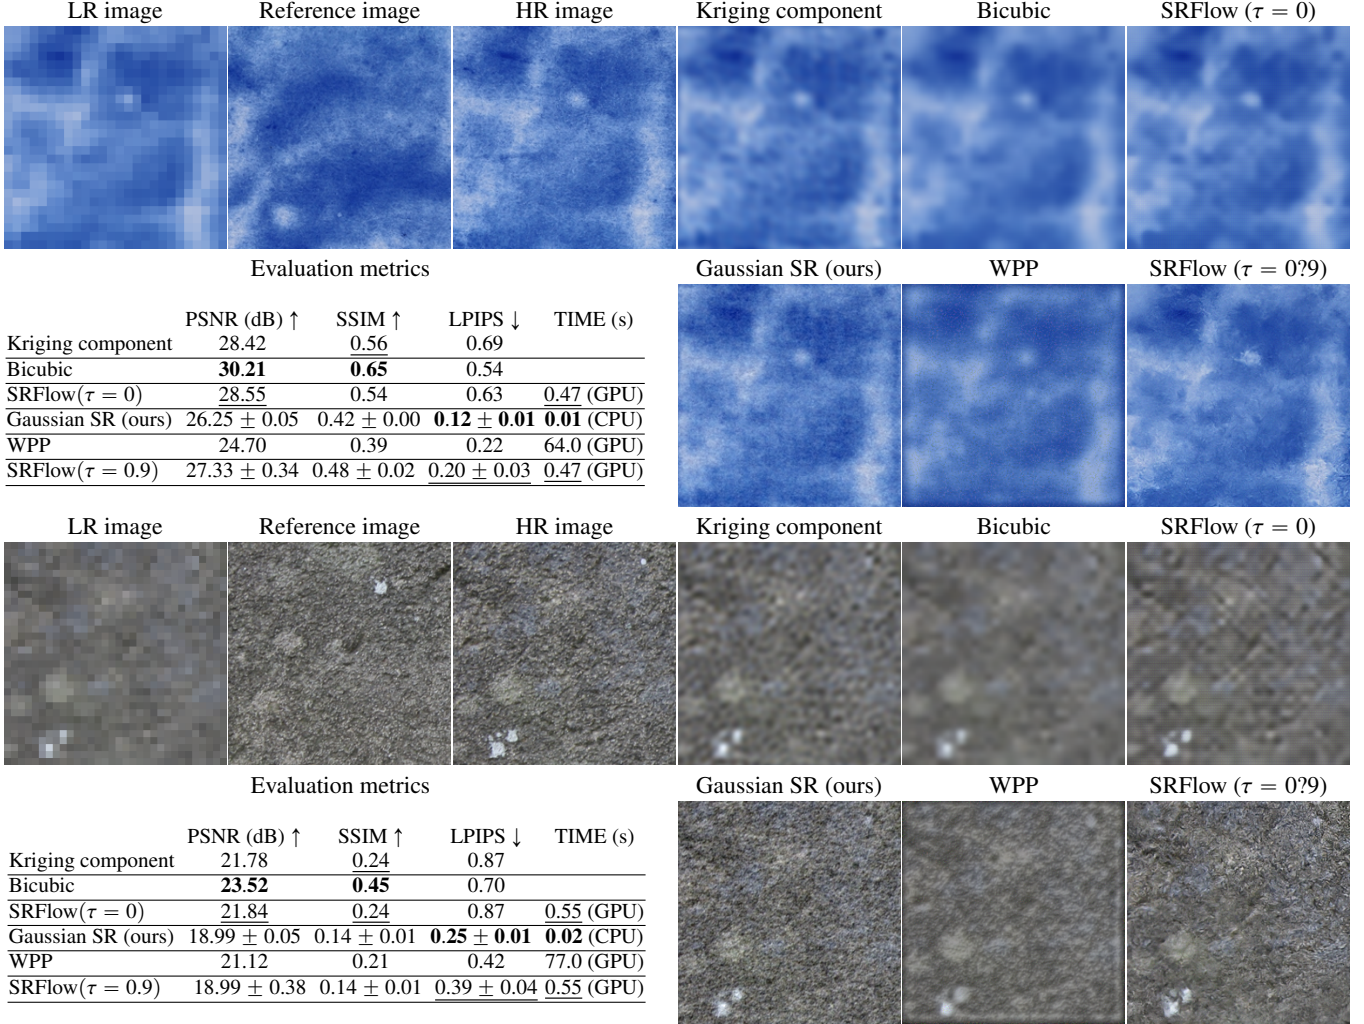 LR image Reference image HR image Kriging component Bicubic SRFlow (τ = 0)
Evaluation metrics
PSNR (dB) ↑ SSIM ↑ LPIPS ↓ TIME (s)
Kriging component 28.42 0.56 0.69
Bicubic 30.21 0.65 0.54
SRFlow(τ = 0) 28.55 0.54 0.63 0.47 (GPU)
Gaussian SR (ours) 26.25 ± 0.05 0.42 ± 0.00 0.12 ± 0.01 0.01 (CPU)
WPP 24.70 0.39 0.22 64.0 (GPU)
SRFlow(τ = 0.9) 27.33 ± 0.34 0.48 ± 0.02 0.20 ± 0.03 0.47 (GPU)
Gaussian SR (ours) WPP SRFlow (τ = 0?9)
LR image Reference image HR image Kriging component Bicubic SRFlow (τ = 0)
Evaluation metrics
PSNR (dB) ↑ SSIM ↑ LPIPS ↓ TIME (s)
Kriging component 21.78 0.24 0.87
Bicubic 23.52 0.45 0.70
SRFlow(τ = 0) 21.84 0.24 0.87 0.55 (GPU)
Gaussian SR (ours) 18.99 ± 0.05 0.14 ± 0.01 0.25 ± 0.01 0.02 (CPU)
WPP 21.12 0.21 0.42 77.0 (GPU)
SRFlow(τ = 0.9) 18.99 ± 0.38 0.14 ± 0.01 0.39 ± 0.04 0.55 (GPU)
Gaussian SR (ours) WPP SRFlow (τ = 0?9)